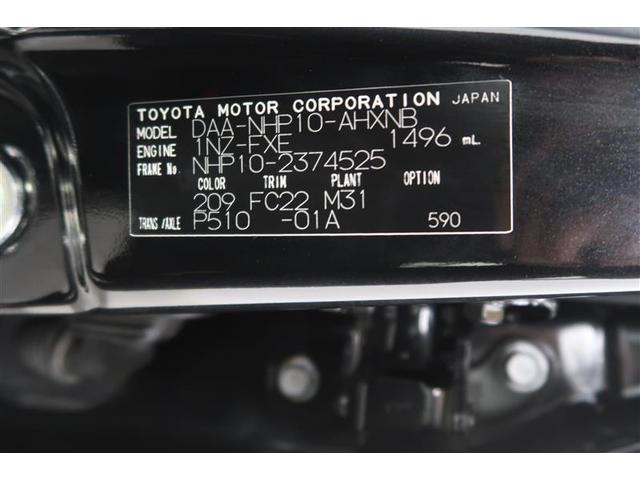 TOYOTA MOTOR CORPORATION JAPAN
MODEL DAA-NHP10-AHXNB
ENGINE 1NZ-FXE 1496 mL
FRAME No. NHP10-2374525
COLOR TRIM PLANT OPTION
209 FC22 M31
TRANS/AXLE P510 -01A 590